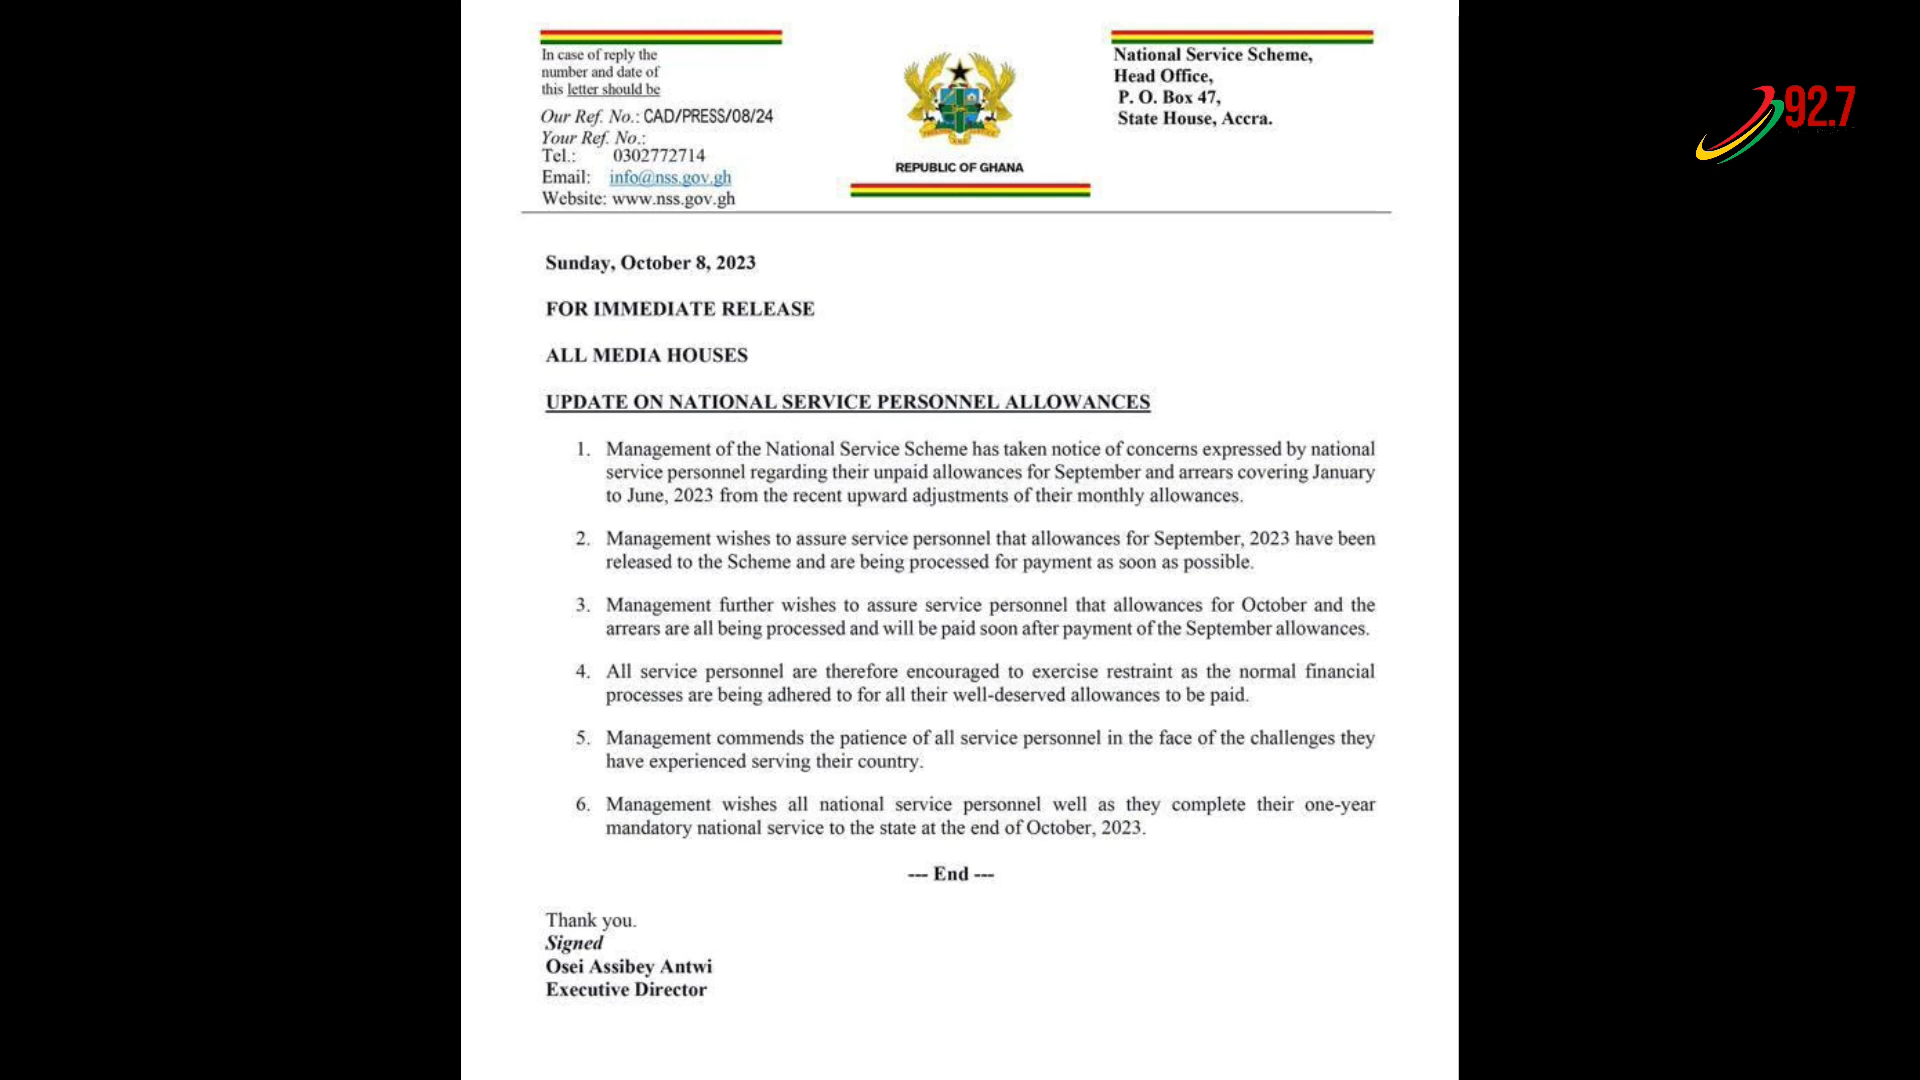 In case of reply the
number and date of
this letter should be
Our Ref. No.: CAD/PRESS/08/24
Your Ref. No.:
Tel.: 0302772714
Email: info@nss.gov.gh
Website: www.nss.gov.gh
REPUBLIC OF GHANA
National Service Scheme,
Head Office,
P. O. Box 47,
State House, Accra.
92.7
Sunday, October 8, 2023
FOR IMMEDIATE RELEASE
ALL MEDIA HOUSES
UPDATE ON NATIONAL SERVICE PERSONNEL ALLOWANCES
1. Management of the National Service Scheme has taken notice of concerns expressed by national
service personnel regarding their unpaid allowances for September and arrears covering January
to June, 2023 from the recent upward adjustments of their monthly allowances.
2. Management wishes to assure service personnel that allowances for September, 2023 have been
released to the Scheme and are being processed for payment as soon as possible.
3. Management further wishes to assure service personnel that allowances for October and the
arrears are all being processed and will be paid soon after payment of the September allowances.
4. All service personnel are therefore encouraged to exercise restraint as the normal financial
processes are being adhered to for all their well-deserved allowances to be paid.
5. Management commends the patience of all service personnel in the face of the challenges they
have experienced serving their country.
6. Management wishes all national service personnel well as they complete their one-year
mandatory national service to the state at the end of October, 2023.
--- End ---
Thank you.
Signed
Osei Assibey Antwi
Executive Director